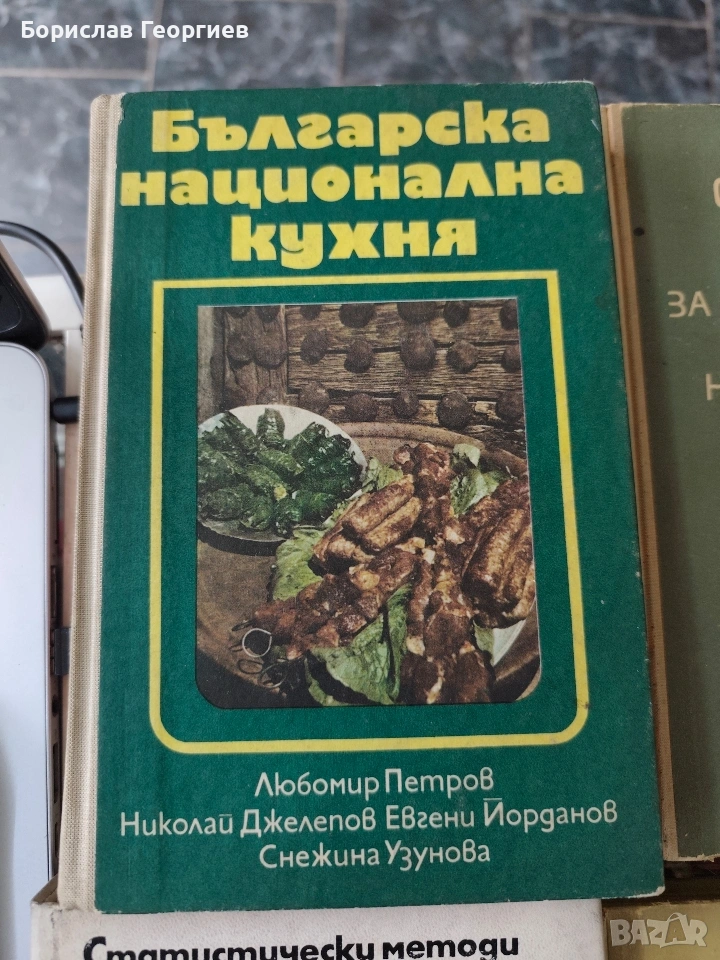 Борислав Георгиев
Българска
национална
кухня
ЗА
Любомир Петров
Николай Джелепов Евгени Йорданов
Снежина Узунова
Статистически методи
BAZAR